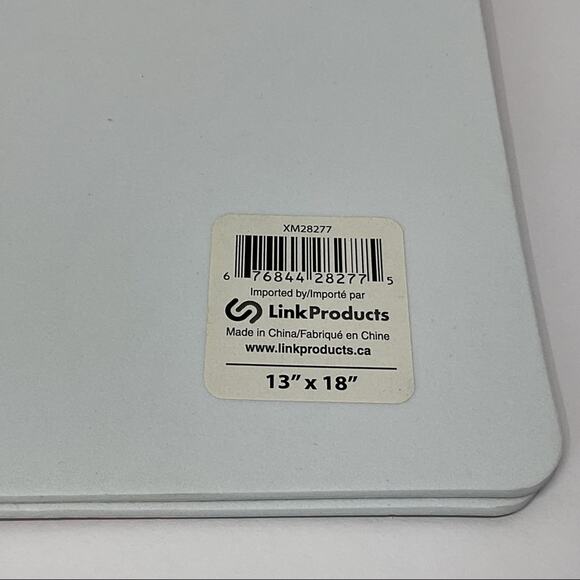 XM28277
6 76844 28277 5
Imported by/Importé par
LinkProducts
Made in China/Fabriqué en Chine
www.linkproducts.ca
13" x 18"